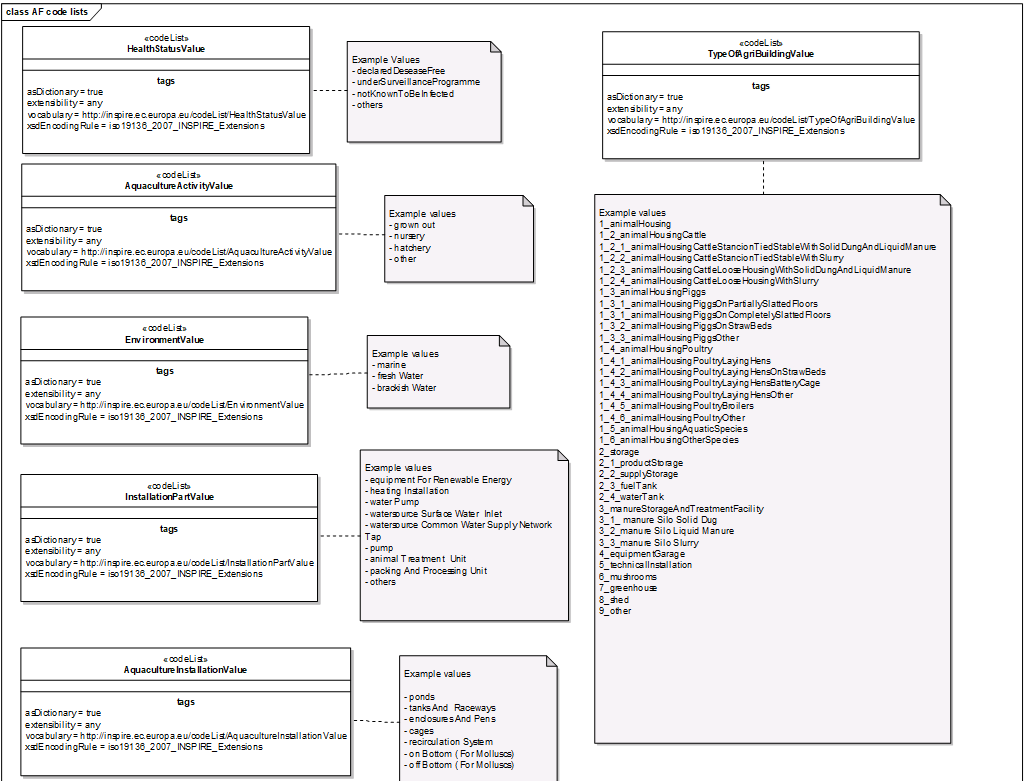 class AF code lists
«codeList»
HealthStatusValue
tags
asDictionary = true
extensibility = any
vocabulary = http://inspire.ec.europa.eu/codeList/HealthStatusValue
xsdEncodingRule = iso19136_2007_INSPIRE_Extensions
Example Values
- declaredDeseaseFree
- underSurveillanceProgramme
- notKnownToBeInfected
- others
«codeList»
AquacultureActivityValue
tags
asDictionary = true
extensibility = any
vocabulary = http://inspire.ec.europa.eu/codeList/AquacultureActivityValue
xsdEncodingRule = iso19136_2007_INSPIRE_Extensions
Example values
- grown out
- nursery
- hatchery
- other
«codeList»
EnvironmentValue
tags
asDictionary = true
extensibility = any
vocabulary = http://inspire.ec.europa.eu/codeList/EnvironmentValue
xsdEncodingRule = iso19136_2007_INSPIRE_Extensions
Example values
- marine
- fresh Water
- brackish Water
«codeList»
InstallationPartValue
tags
asDictionary = true
extensibility = any
vocabulary = http://inspire.ec.europa.eu/codeList/InstallationPartValue
xsdEncodingRule = iso19136_2007_INSPIRE_Extensions
Example values
- equipment For Renewable Energy
- heating Installation
- water Pump
- watersource Surface Water Inlet
- watersource Common Water Supply Network
Tap
- pump
- animal Treatment Unit
- packing And Processing Unit
- others
«codeList»
AquacultureInstallationValue
tags
asDictionary = true
extensibility = any
vocabulary = http://inspire.ec.europa.eu/codeList/AquacultureInstallationValue
xsdEncodingRule = iso19136_2007_INSPIRE_Extensions
Example values
- ponds
- tanksAnd Raceways
- enclosuresAnd Pens
- cages
- recirculation System
- on Bottom ( For Molluscs)
- off Bottom ( For Molluscs)
«codeList»
TypeOfAgriBuildingValue
tags
asDictionary = true
extensibility = any
vocabulary = http://inspire.ec.europa.eu/codeList/TypeOfAgriBuildingValue
xsdEncodingRule = iso19136_2007_INSPIRE_Extensions
Example values
1_animalHousing
1_2_animalHousingCattle
1_2_1_animalHousingCattleStancionTiedStableWithSolidDungAndLiquidManure
1_2_2_animalHousingCattleStancionTiedStableWithSlurry
1_2_3_animalHousingCattleLooseHousingWithSolidDungAndLiquidManure
1_2_4_animalHousingCattleLooseHousingWithSlurry
1_3_animalHousingPiggs
1_3_1_animalHousingPiggsOnPartiallySlattedFloors
1_3_1_animalHousingPiggsOnCompletelySlattedFloors
1_3_2_animalHousingPiggsOnStrawBeds
1_3_3_animalHousingPiggsOther
1_4_animalHousingPoultry
1_4_1_animalHousingPoultryLayingHens
1_4_2_animalHousingPoultryLayingHensOnStrawBeds
1_4_3_animalHousingPoultryLayingHensBatteryCage
1_4_4_animalHousingPoultryLayingHensOther
1_4_5_animalHousingPoultryBroilers
1_4_6_animalHousingPoultryOther
1_5_animalHousingAquaticSpecies
1_6_animalHousingOtherSpecies
2_storage
2_1_productStorage
2_2_supplyStorage
2_3_fuelTank
2_4_waterTank
3_manureStorageAndTreatmentFacility
3_1_ manure Silo Solid Dug
3_2_manure Silo Liquid Manure
3_3_manure Silo Slurry
4_equipmentGarage
5_technicalInstallation
6_mushrooms
7_greenhouse
8_shed
9_other